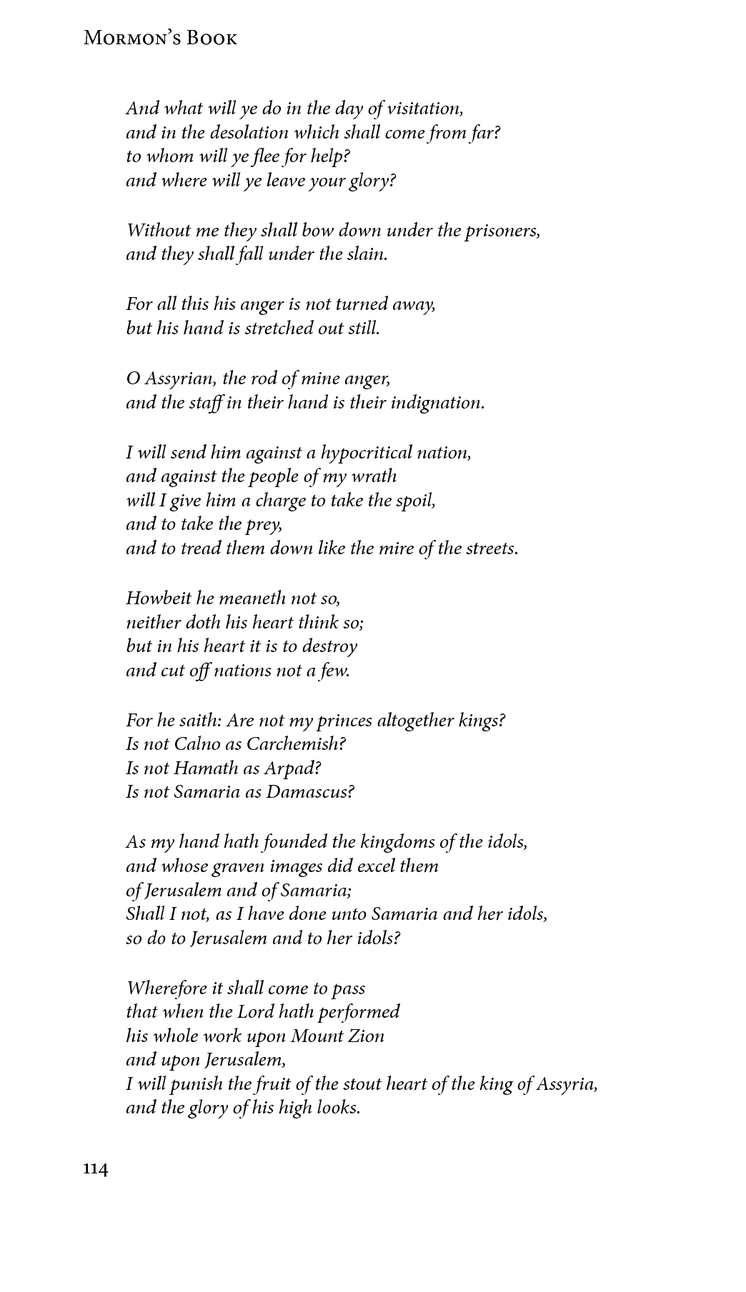 Mormon's Book
And what will ye do in the day of visitation,
and in the desolation which shall come from far?
to whom will ye flee for help?
and where will ye leave your glory?
Without me they shall bow down under the prisoners,
and they shall fall under the slain.
For all this his anger is not turned away,
but his hand is stretched out still.
O Assyrian, the rod of mine anger,
and the staff in their hand is their indignation.
I will send him against a hypocritical nation,
and against the people of my wrath
will I give him a charge to take the spoil,
and to take the prey,
and to tread them down like the mire of the streets.
Howbeit he meaneth not so,
neither doth his heart think so;
but in his heart it is to destroy
and cut off nations not a few.
For he saith: Are not my princes altogether kings?
Is not Calno as Carchemish?
Is not Hamath as Arpad?
Is not Samaria as Damascus?
As my hand hath founded the kingdoms of the idols,
and whose graven images did excel them
of Jerusalem and of Samaria;
Shall I not, as I have done unto Samaria and her idols,
so do to Jerusalem and to her idols?
Wherefore it shall come to pass
that when the Lord hath performed
his whole work upon Mount Zion
and upon Jerusalem,
I will punish the fruit of the stout heart of the king of Assyria,
and the glory of his high looks.
114